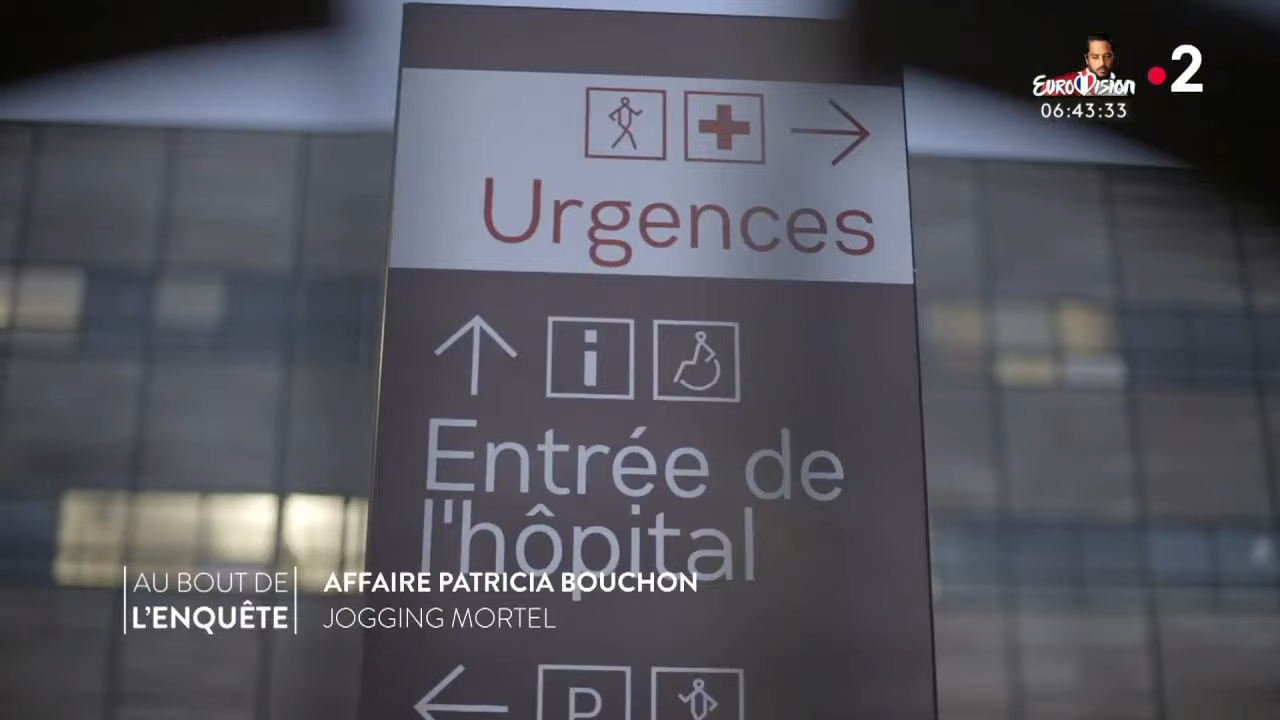 EUROVISION
2
06:43:33
Urgences
i
Entrée de
l'hôpital
AU BOUT DE
L'ENQUÊTE
AFFAIRE PATRICIA BOUCHON
JOGGING MORTEL
P